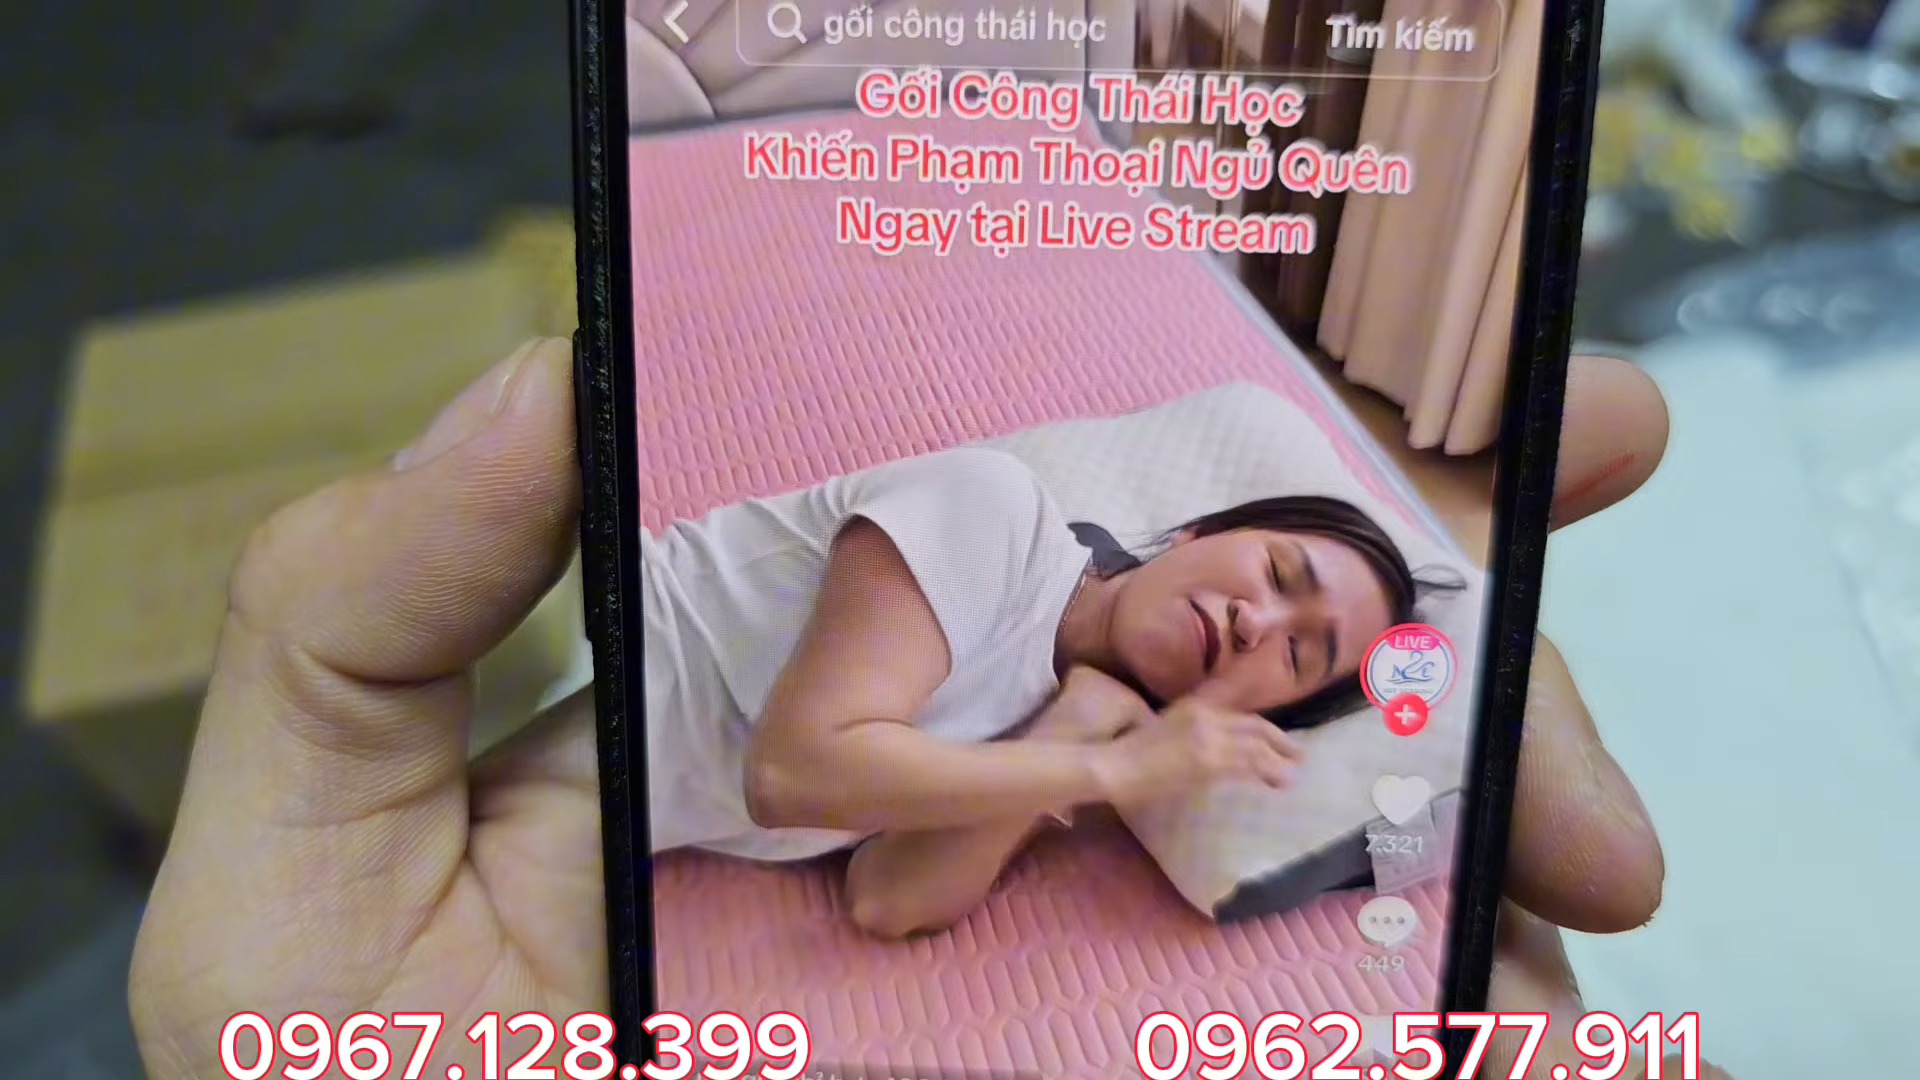 gối công thái học
Tìm kiếm
Gối Công Thái Học
Khiến Phạm Thoại Ngủ Quên
Ngay tại Live Stream
LIVE
7.321
449
0967.128.399
0962.577.911